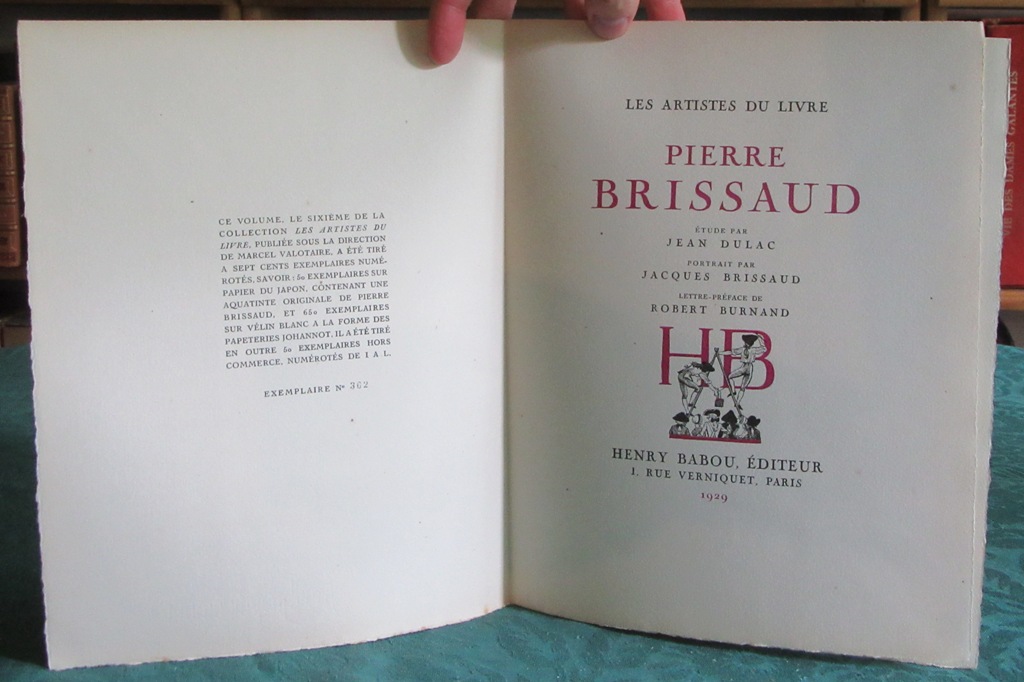 CE VOLUME, LE SIXIÈME DE LA
COLLECTION LES ARTISTES DU
LIVRE, PUBLIÉE SOUS LA DIRECTION
DE MARCEL VALOTAIRE, A ÉTÉ TIRÉ
A SEPT CENTS EXEMPLAIRES NUMÉ-
ROTÉS, SAVOIR : 50 EXEMPLAIRES SUR
PAPIER DU JAPON, CONTENANT UNE
AQUATINTE ORIGINALE DE PIERRE
BRISSAUD, ET 650 EXEMPLAIRES
SUR VÉLIN BLANC A LA FORME DES
PAPETERIES JOHANNOT. IL A ÉTÉ TIRÉ
EN OUTRE 50 EXEMPLAIRES HORS
COMMERCE, NUMÉROTÉS DE I A L.
EXEMPLAIRE Nº 362
LES ARTISTES DU LIVRE
PIERRE
BRISSAUD
ÉTUDE PAR
JEAN DULAC
PORTRAIT PAR
JACQUES BRISSAUD
LETTRE-PRÉFACE DE
ROBERT BURNAND
HB
HENRY BABOU, ÉDITEUR
1, RUE VERNIQUET, PARIS
1929
DES DAMES GALANTES